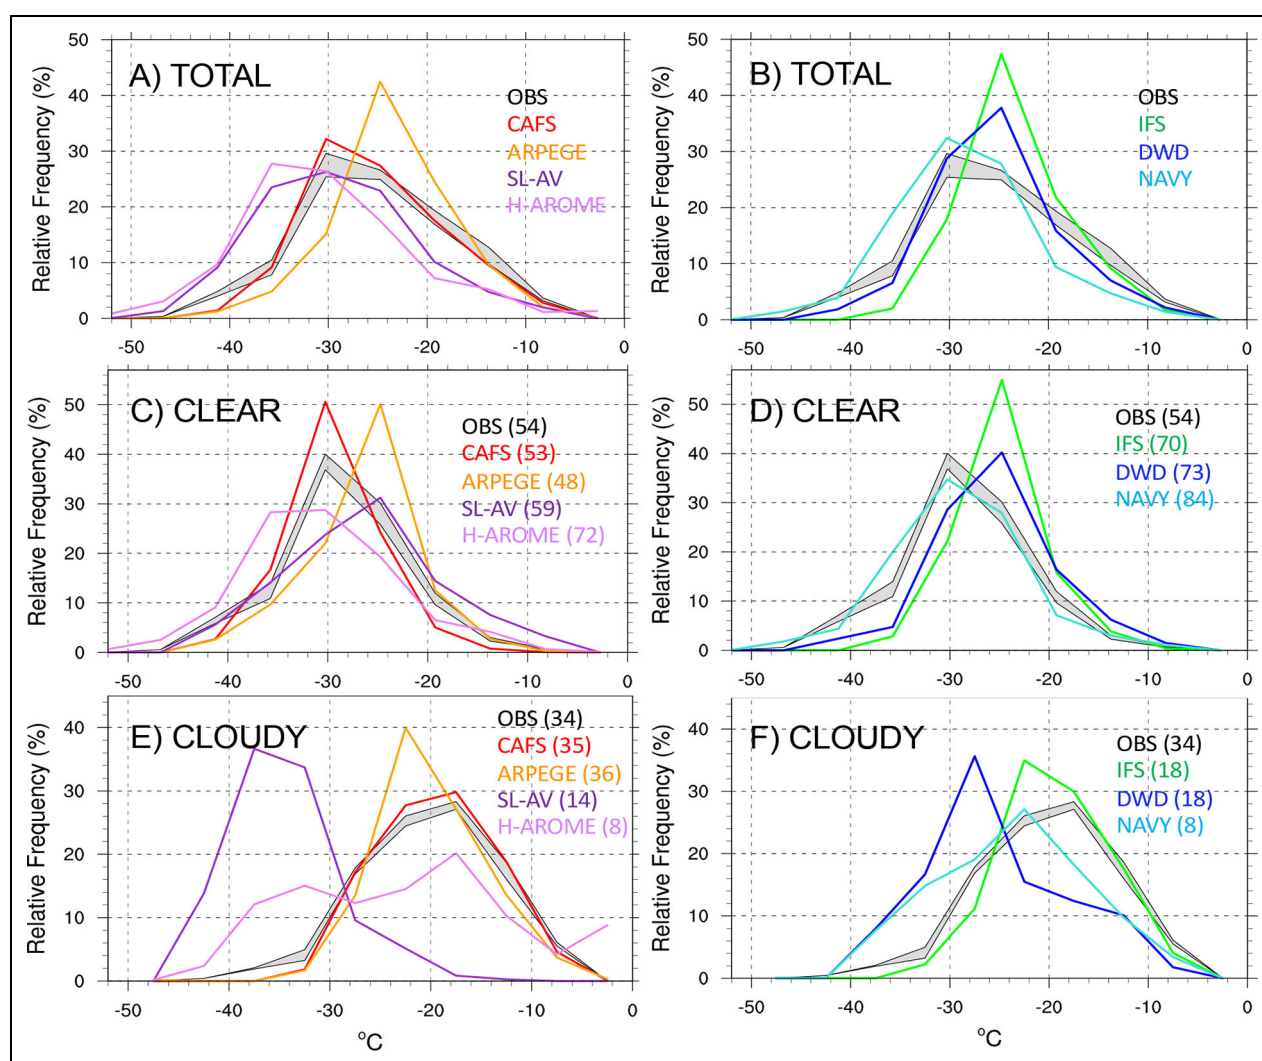 A) TOTAL
Relative Frequency (%)
50
40
30
20
10
0
-50 -40 -30 -20 -10 0
OBS
CAFS
ARPEGE
SL-AV
H-AROME
B) TOTAL
Relative Frequency (%)
50
40
30
20
10
0
-50 -40 -30 -20 -10 0
OBS
IFS
DWD
NAVY
C) CLEAR
Relative Frequency (%)
50
40
30
20
10
0
-50 -40 -30 -20 -10 0
OBS (54)
CAFS (53)
ARPEGE (48)
SL-AV (59)
H-AROME (72)
D) CLEAR
Relative Frequency (%)
50
40
30
20
10
0
-50 -40 -30 -20 -10 0
OBS (54)
IFS (70)
DWD (73)
NAVY (84)
E) CLOUDY
Relative Frequency (%)
40
30
20
10
0
-50 -40 -30 -20 -10 0
OBS (34)
CAFS (35)
ARPEGE (36)
SL-AV (14)
H-AROME (8)
°C
F) CLOUDY
Relative Frequency (%)
40
30
20
10
0
-50 -40 -30 -20 -10 0
OBS (34)
IFS (18)
DWD (18)
NAVY (8)
°C